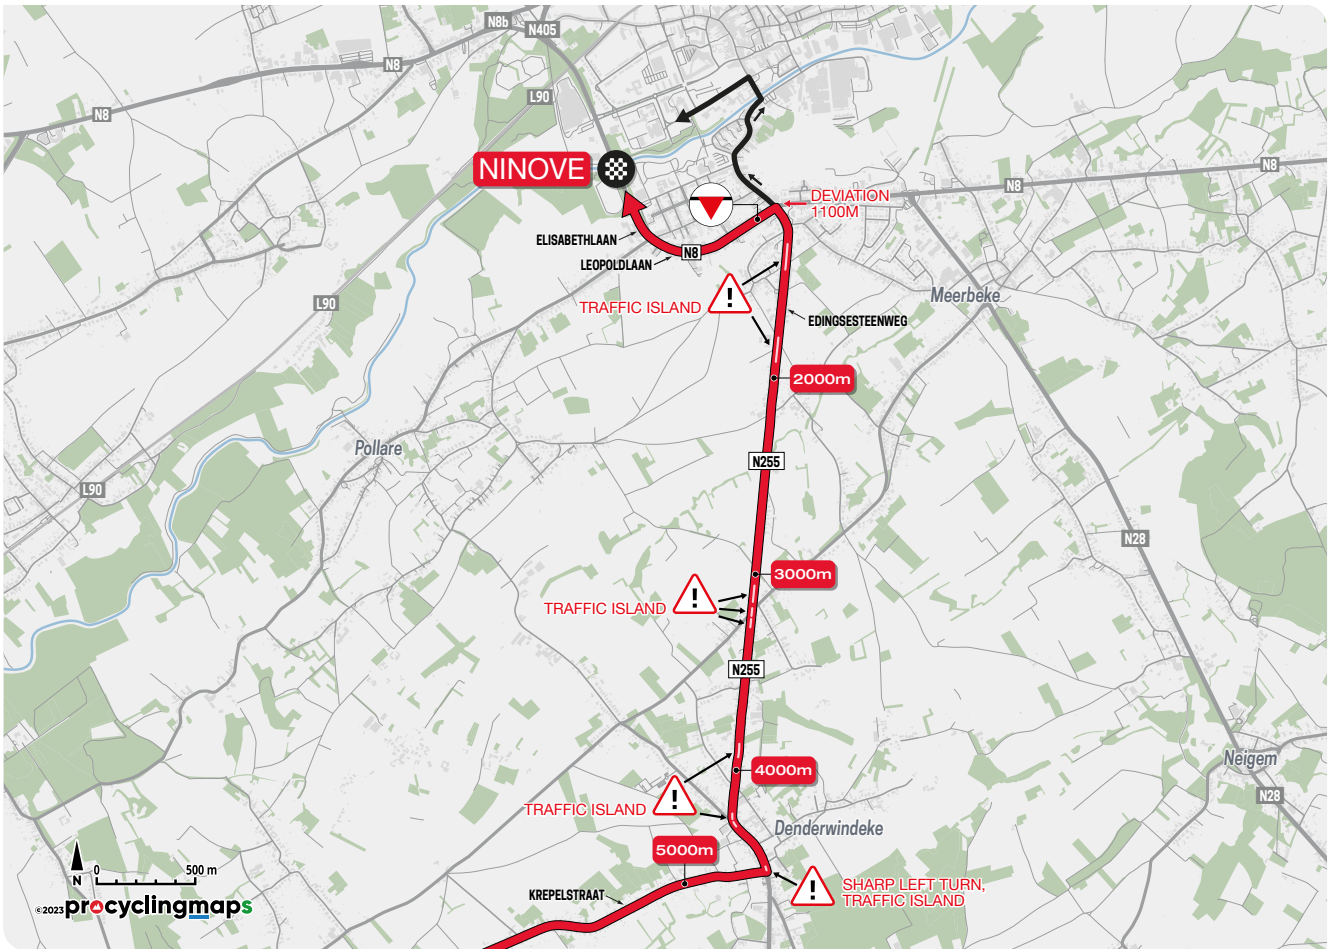 N8b
N405
N8
L90
N8
NINOVE
N8
N8
DEVIATION
1100M
ELISABETHLAAN
N8
LEOPOLDLAAN
TRAFFIC ISLAND
!
Meerbeke
L90
EDINGSESTEENWEG
2000m
Pollare
N255
L90
N28
3000m
TRAFFIC ISLAND
!
N255
Neigem
4000m
N28
TRAFFIC ISLAND
!
Denderwindeke
5000m
N
0 500 m
KREPELSTRAAT
!
SHARP LEFT TURN,
TRAFFIC ISLAND
©2023 procyclingmaps